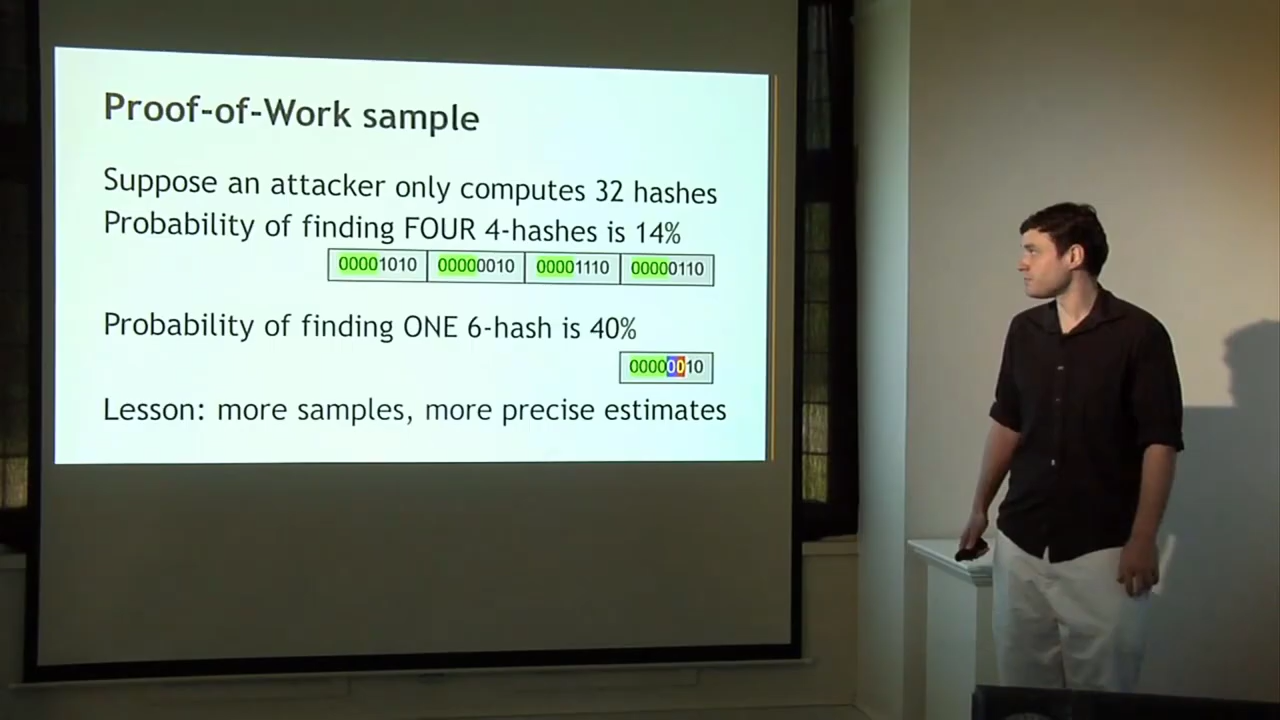 Proof-of-Work sample
Suppose an attacker only computes 32 hashes
Probability of finding FOUR 4-hashes is 14%
00001010 00000010 00001110 00000110
Probability of finding ONE 6-hash is 40%
00000010
Lesson: more samples, more precise estimates